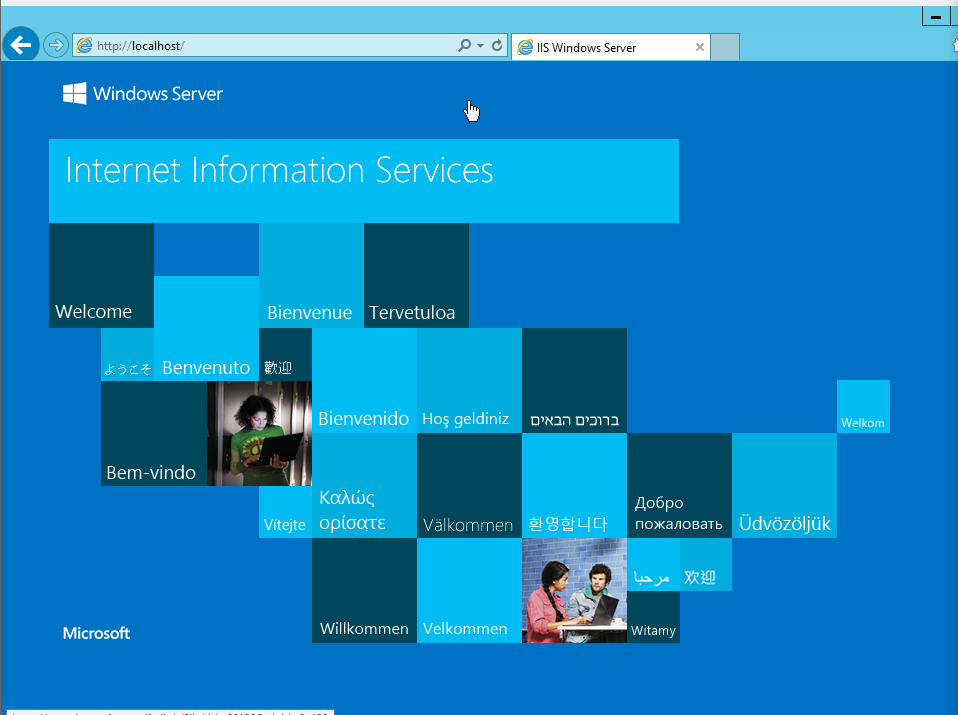 http://localhost/
IIS Windows Server
Windows Server
Internet Information Services
Welcome
Bienvenue
Tervetuloa
ようこそ
Benvenuto
歡迎
Bienvenido
Hoş geldiniz
ברוכים הבאים
Welkom
Bem-vindo
Vítejte
Καλώς
ορίσατε
Välkommen
환영합니다
Добро
пожаловать
Üdvözöljük
Willkommen
Velkommen
مرحبا
欢迎
Witamy
Microsoft